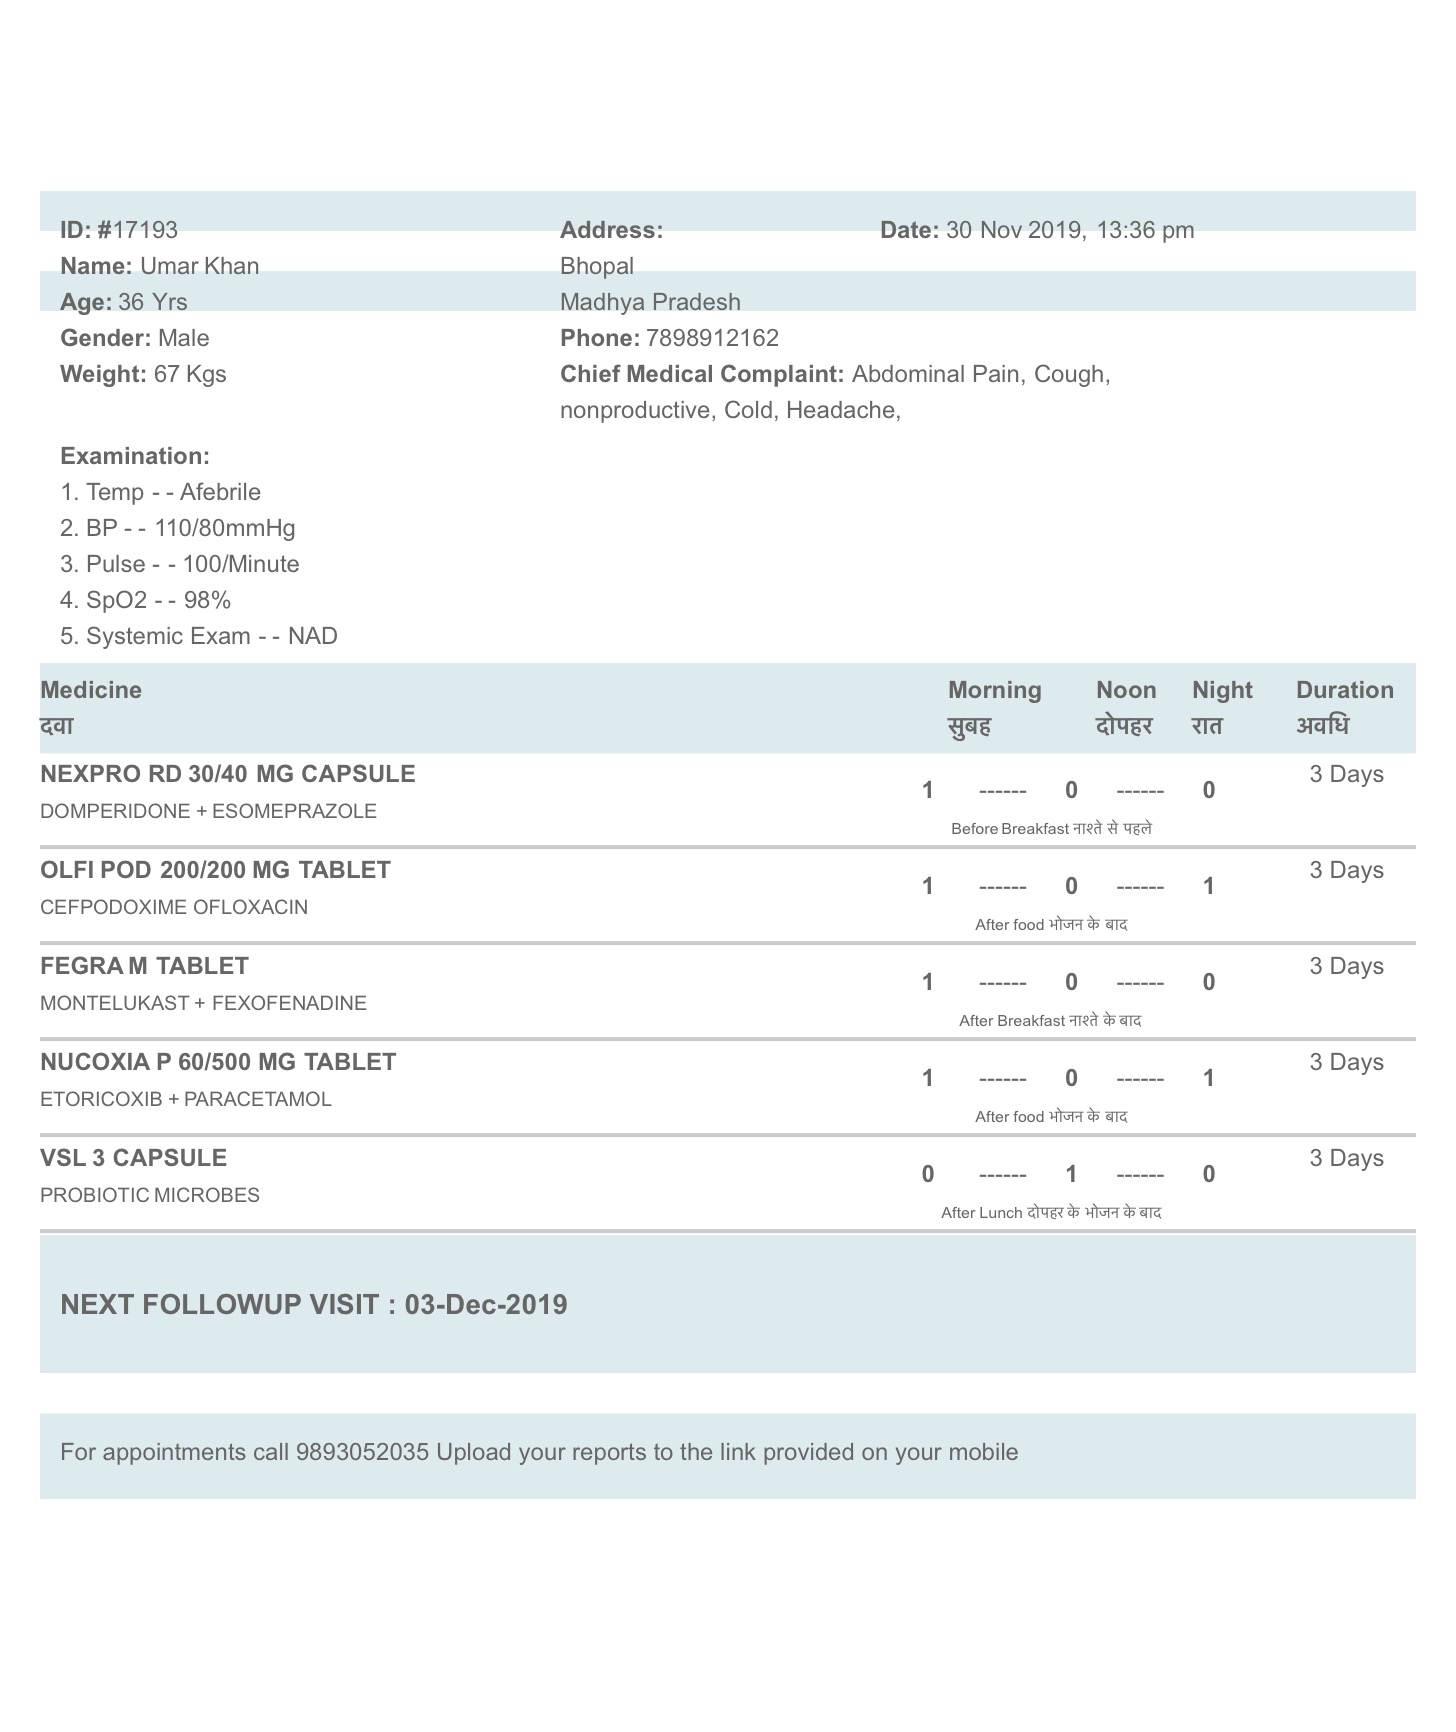 ID: #17193
Name: Umar Khan
Age: 36 Yrs
Gender: Male
Weight: 67 Kgs
Address:
Bhopal
Madhya Pradesh
Phone: 7898912162
Chief Medical Complaint: Abdominal Pain, Cough,
nonproductive, Cold, Headache,
Date: 30 Nov 2019, 13:36 pm
Examination:
1. Temp - - Afebrile
2. BP - - 110/80mmHg
3. Pulse - - 100/Minute
4. SpO2 - - 98%
5. Systemic Exam - - NAD
Medicine Morning Noon Night Duration
दवा सुबह दोपहर रात अवधि
NEXPRO RD 30/40 MG CAPSULE 3 Days
1 ------ 0 ------ 0
DOMPERIDONE + ESOMEPRAZOLE
Before Breakfast नाश्ते से पहले
OLFI POD 200/200 MG TABLET 3 Days
1 ------ 0 ------ 1
CEFPODOXIME OFLOXACIN
After food भोजन के बाद
FEGRA M TABLET 3 Days
1 ------ 0 ------ 0
MONTELUKAST + FEXOFENADINE
After Breakfast नाश्ते के बाद
NUCOXIA P 60/500 MG TABLET 3 Days
1 ------ 0 ------ 1
ETORICOXIB + PARACETAMOL
After food भोजन के बाद
VSL 3 CAPSULE 3 Days
0 ------ 1 ------ 0
PROBIOTIC MICROBES
After Lunch दोपहर के भोजन के बाद
NEXT FOLLOWUP VISIT : 03-Dec-2019
For appointments call 9893052035 Upload your reports to the link provided on your mobile